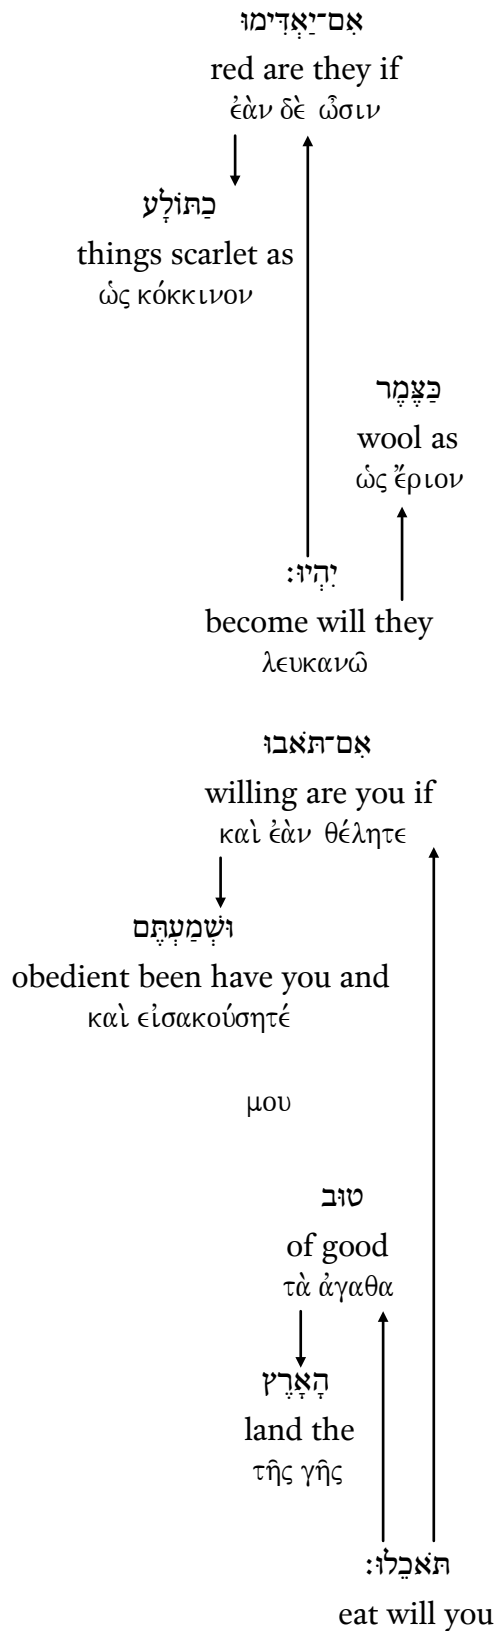 אִם־יַאְדִּימוּ
red are they if
ἐὰν δὲ ὦσιν
כַתּוֹלָע
things scarlet as
ὡς κόκκινον
כַּצֶּמֶר
wool as
ὡς ἔριον
יִהְיוּ׃
become will they
λευκανῶ
אִם־תֹּאבוּ
willing are you if
καὶ ἐὰν θέλητε
וּשְׁמַעְתֶּם
obedient been have you and
καὶ εἰσακούσητέ
μου
טוּב
of good
τὰ ἀγαθα
הָאָרֶץ
land the
τῆς γῆς
תֹּאכֵלוּ׃
eat will you